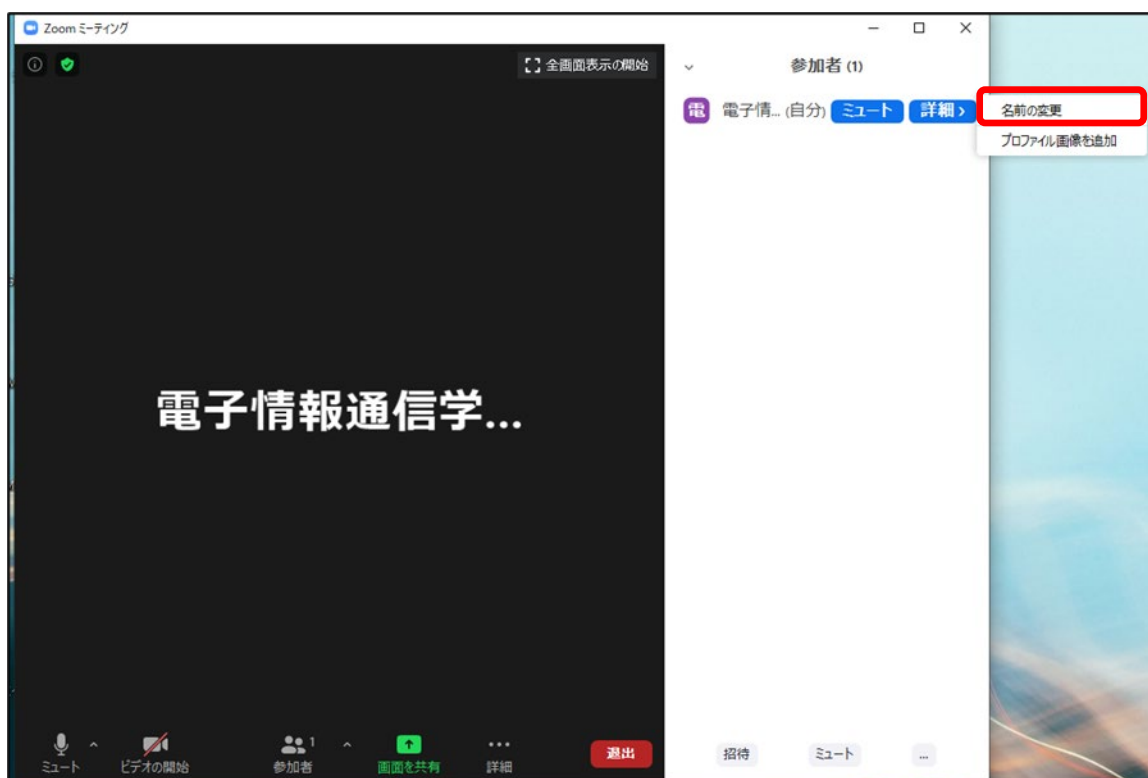 Zoom ミーティング
全画面表示の開始
参加者 (1)
電 電子情... (自分) ミュート 詳細 ›
名前の変更
プロファイル画像を追加
電子情報通信学...
ミュート
ビデオの開始
1
参加者
画面を共有
詳細
退出
招待
ミュート
...